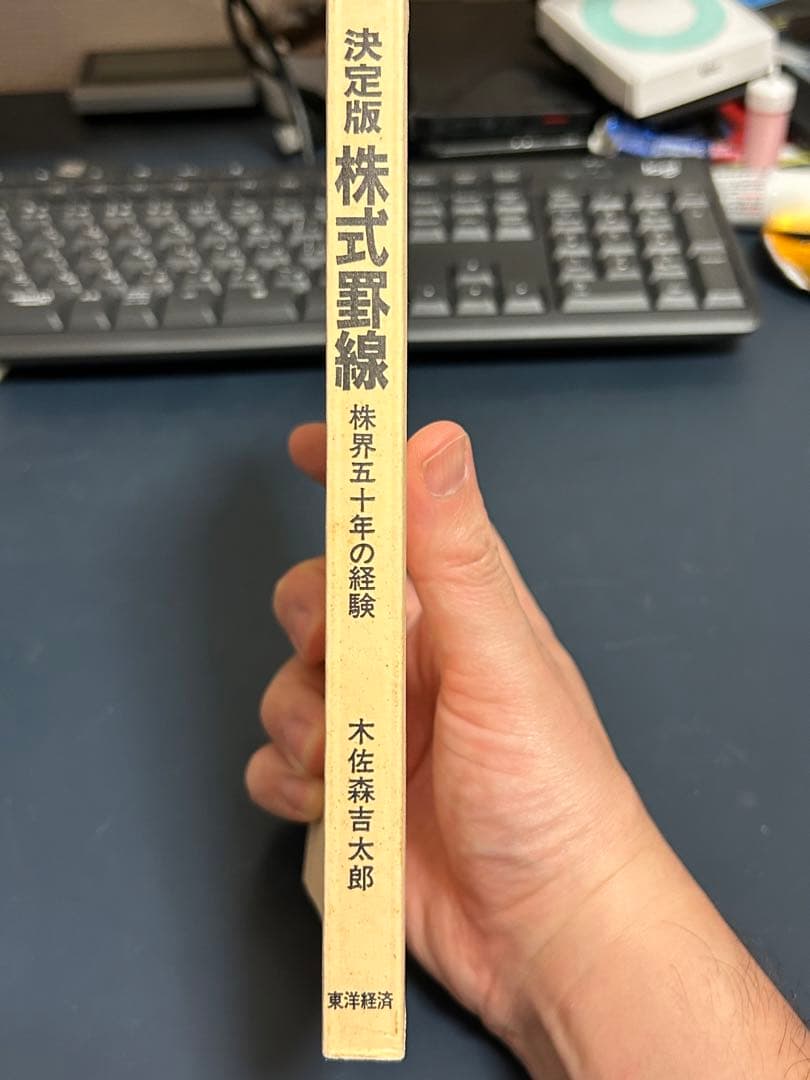 決定版 株式罫線
株界五十年の経験
木佐森吉太郎
東洋経済